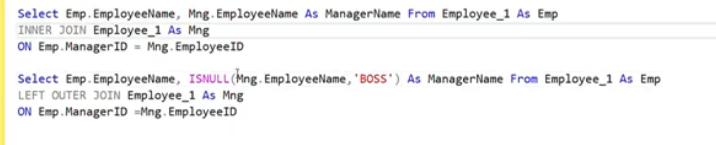 Select Emp.EmployeeName, Mng.EmployeeName As ManagerName From Employee_1 As Emp
INNER JOIN Employee_1 As Mng
ON Emp.ManagerID = Mng.EmployeeID
Select Emp.EmployeeName, ISNULL(Mng.EmployeeName,'BOSS') As ManagerName From Employee_1 As Emp
LEFT OUTER JOIN Employee_1 As Mng
ON Emp.ManagerID =Mng.EmployeeID